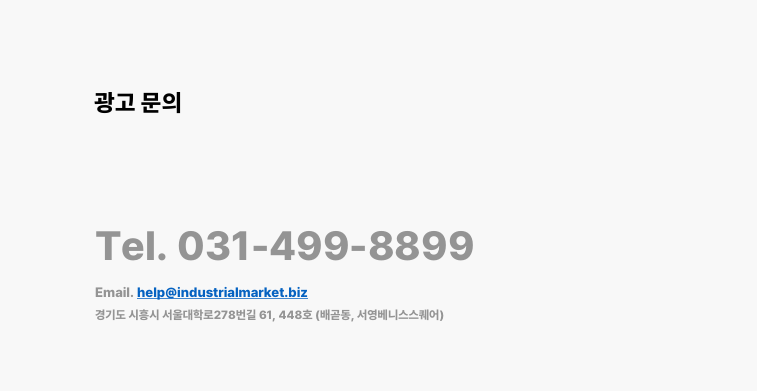 광고 문의
Tel. 031-499-8899
Email. help@industrialmarket.biz
경기도 시흥시 서울대학로278번길 61, 448호 (배곧동, 서영베니스스퀘어)